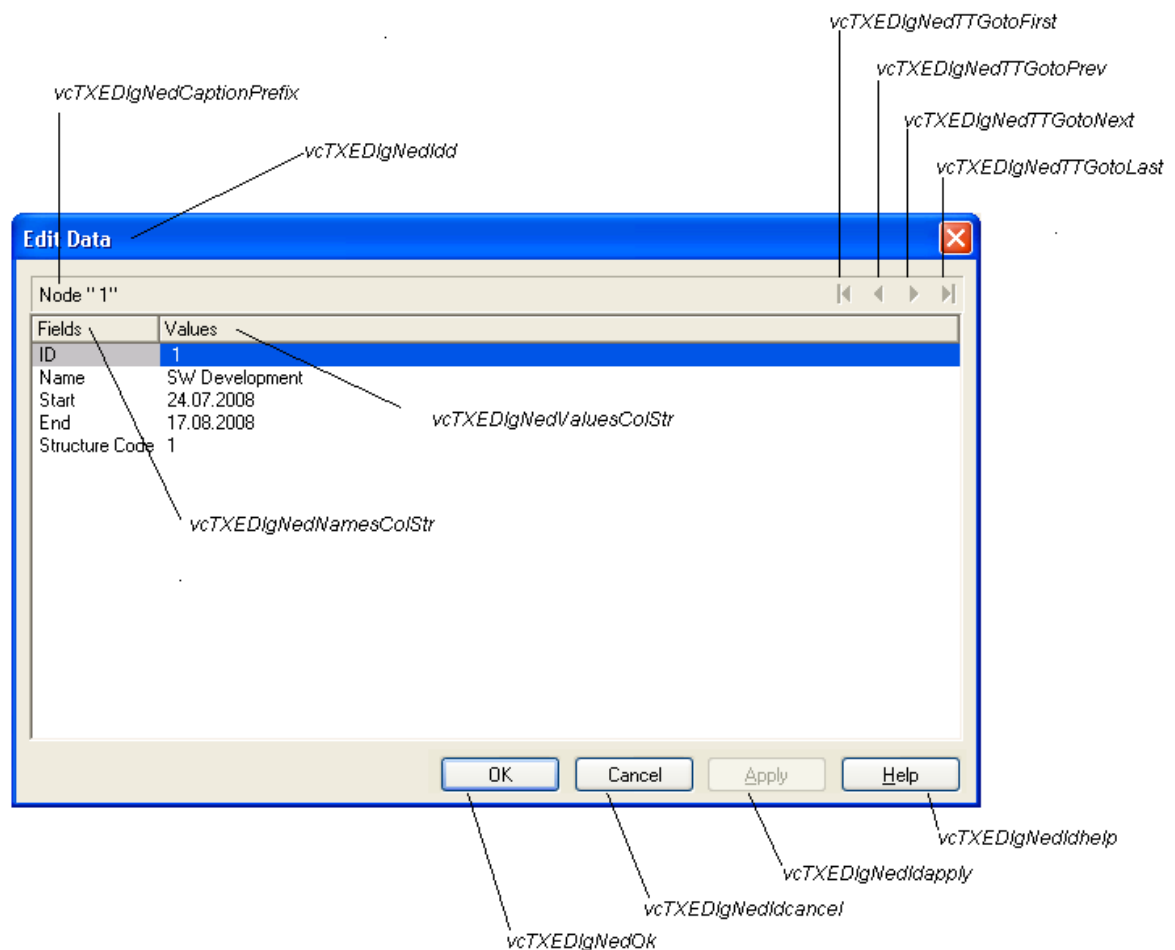 vcTXEDlgNedTTGotoFirst
vcTXEDlgNedTTGotoPrev
vcTXEDlgNedCaptionPrefix
vcTXEDlgNedTTGotoNext
vcTXEDlgNedIdd
vcTXEDlgNedTTGotoLast
Edit Data
Node "1"
Fields Values
ID 1
Name SW Development
Start 24.07.2008
End 17.08.2008
vcTXEDlgNedValuesColStr
Structure Code 1
vcTXEDlgNedNamesColStr
OK Cancel Apply Help
vcTXEDlgNedIdhelp
vcTXEDlgNedIdapply
vcTXEDlgNedIdcancel
vcTXEDlgNedOk